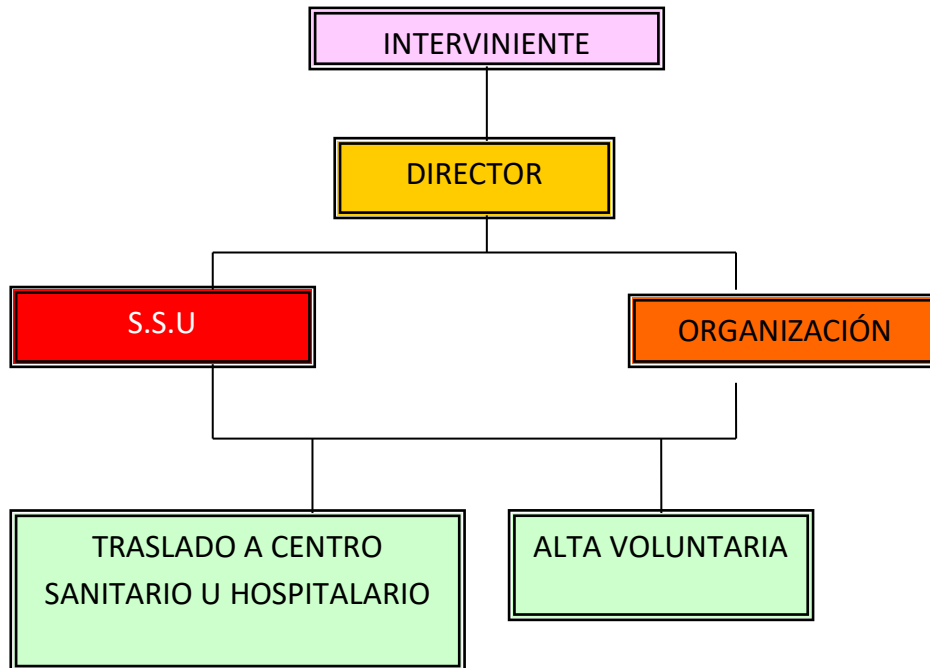 INTERVINIENTE
DIRECTOR
S.S.U
ORGANIZACIÓN
TRASLADO A CENTRO
SANITARIO U HOSPITALARIO
ALTA VOLUNTARIA